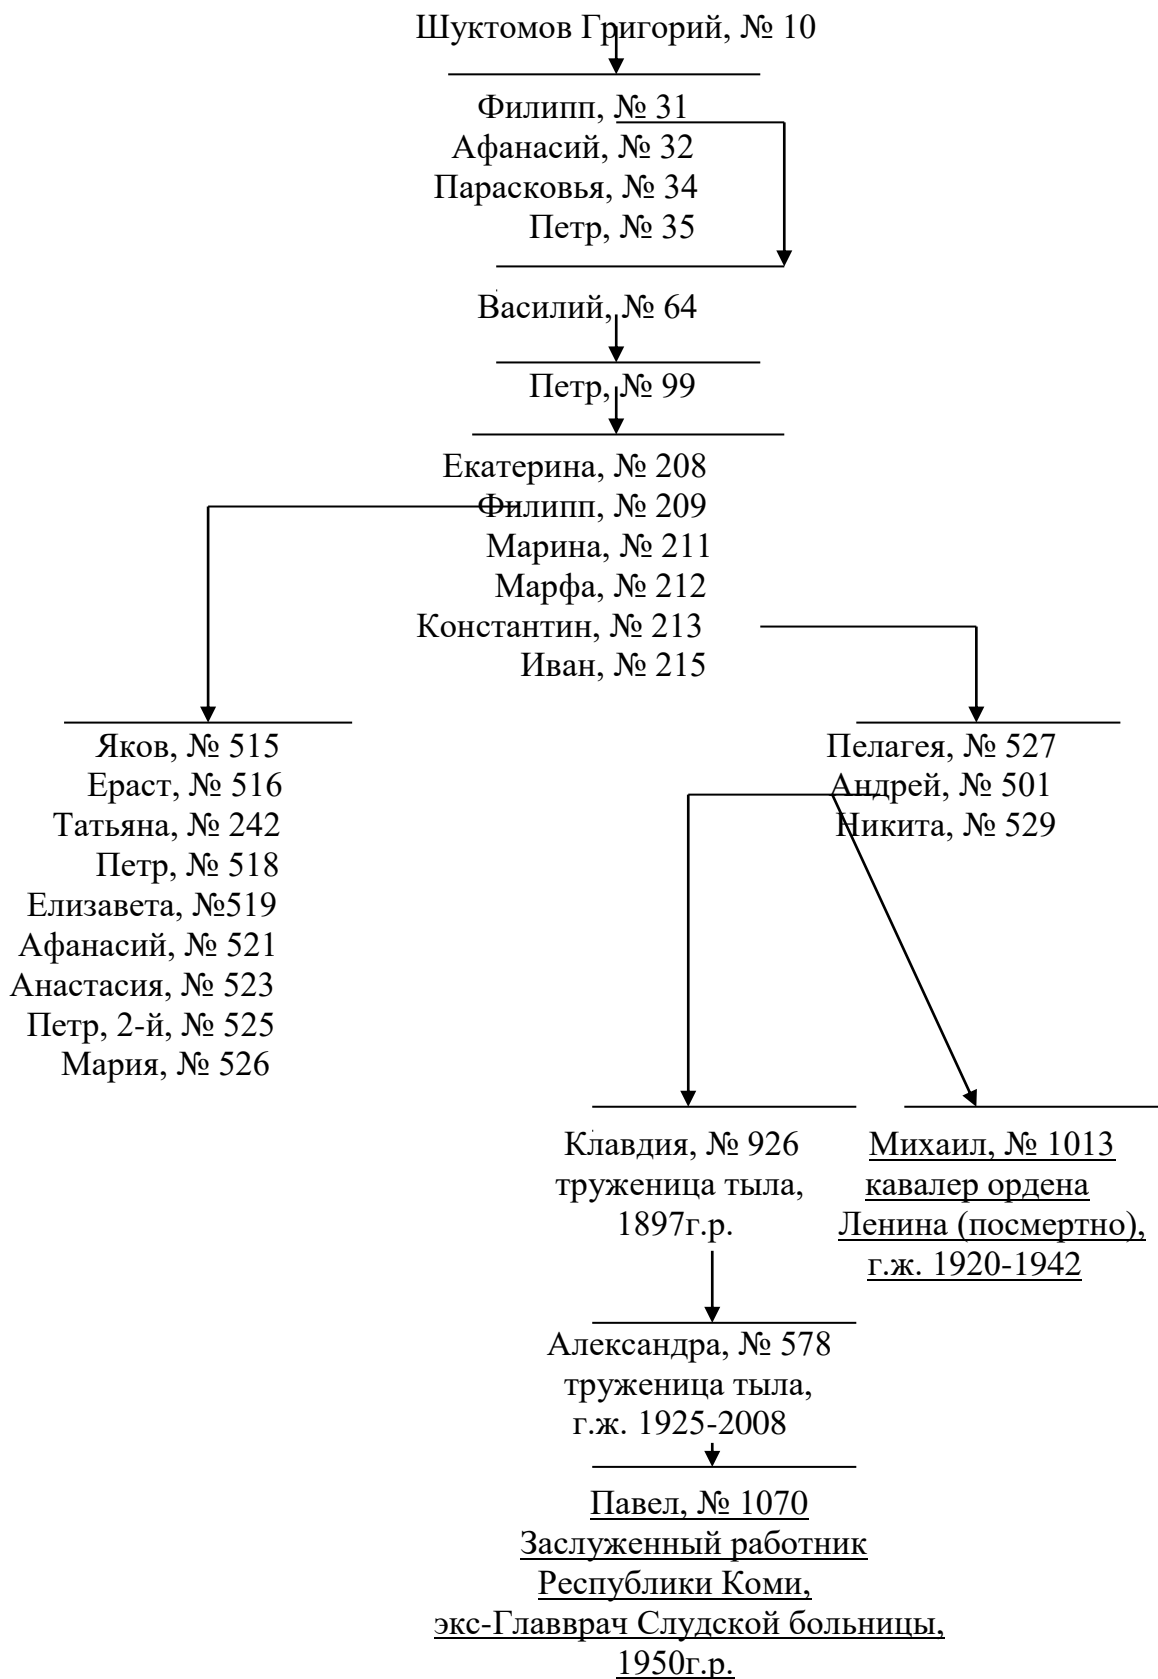 Шуктомов Григорий, № 10
Филипп, № 31
Афанасий, № 32
Парасковья, № 34
Петр, № 35
Василий, № 64
Петр, № 99
Екатерина, № 208
Филипп, № 209
Марина, № 211
Марфа, № 212
Константин, № 213
Иван, № 215
Яков, № 515
Ераст, № 516
Татьяна, № 242
Петр, № 518
Елизавета, №519
Афанасий, № 521
Анастасия, № 523
Петр, 2-й, № 525
Мария, № 526
Пелагея, № 527
Андрей, № 501
Никита, № 529
Клавдия, № 926
труженица тыла,
1897г.р.
Михаил, № 1013
кавалер ордена
Ленина (посмертно),
г.ж. 1920-1942
Александра, № 578
труженица тыла,
г.ж. 1925-2008
Павел, № 1070
Заслуженный работник
Республики Коми,
экс-Главврач Слудской больницы,
1950г.р.